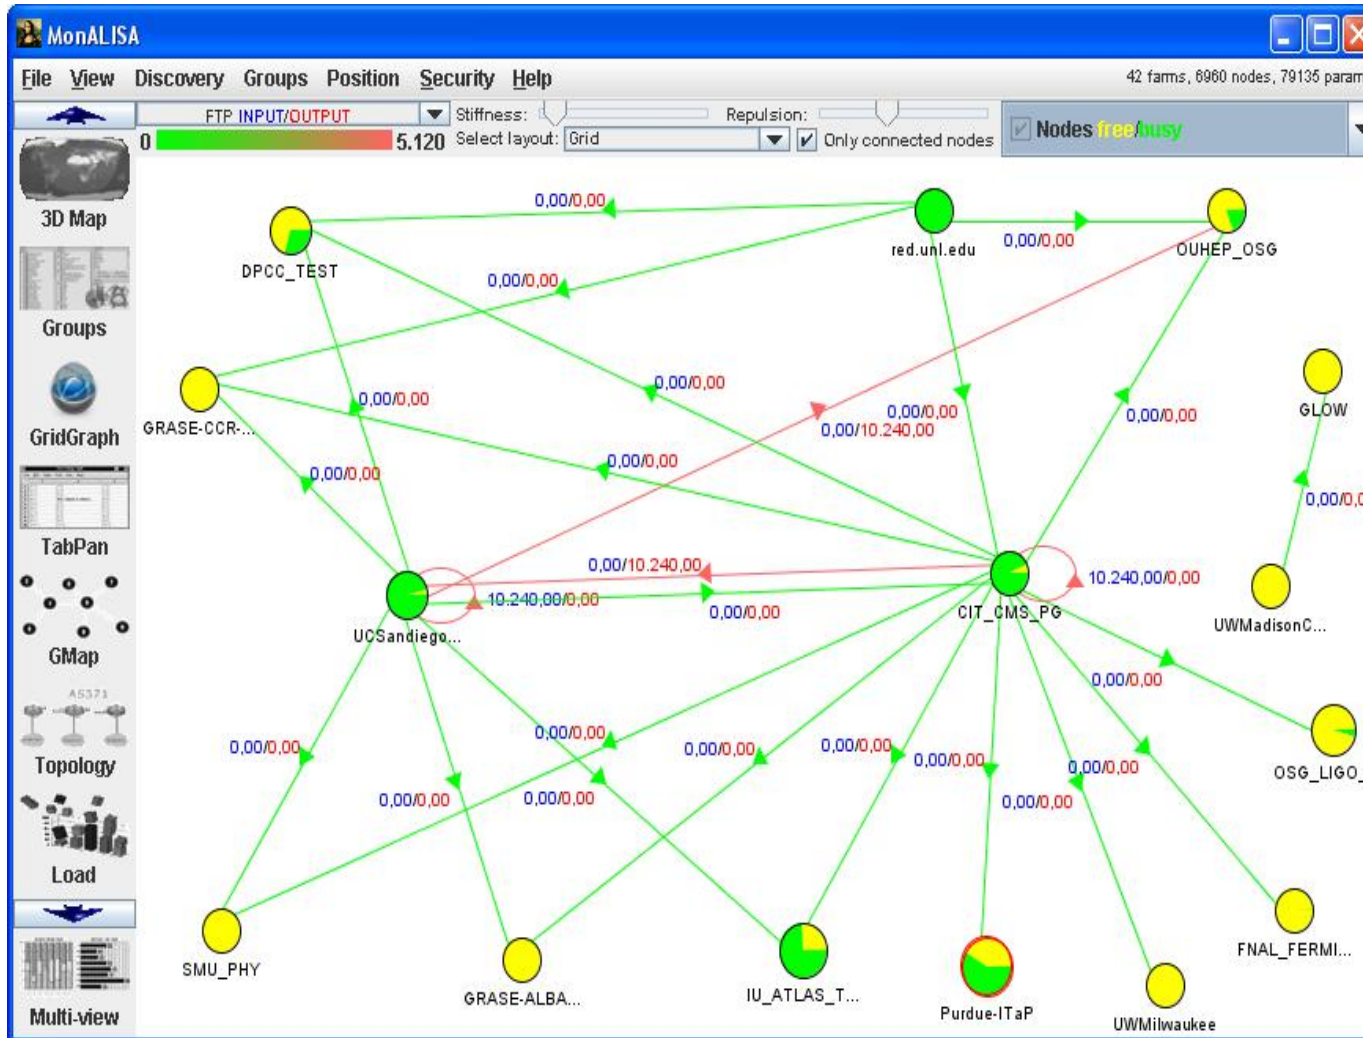 MonALISA
File View Discovery Groups Position Security Help
42 farms, 6960 nodes, 79135 param
FTP INPUT/OUTPUT
Stiffness:
Repulsion:
0
5.120
Select layout: Grid
Only connected nodes
Nodes free/busy
3D Map
Groups
GridGraph
TabPan
GMap
AS371
Topology
Load
Multi-view
0,00/0,00
DPCC_TEST
red.unl.edu
0,00/0,00
OUHEP_OSG
0,00/0,00
GRASE-CCR-...
0,00/0,00
0,00/0,00
0,00/0,00
0,00/10.240,00
0,00/0,00
GLOW
0,00/0,00
0,00/0,00
0,00/0,0
0,00/10.240,00
10.240,00/0,00
0,00/0,00
UCSandiego...
10.240,00/0,00
CIT_CMS_PG
UWMadisonC...
0,00/0,00
0,00/0,00
0,00/0,00
0,00/0,00
0,00/0,00
0,00/0,00
0,00/0,00
OSG_LIGO_
0,00/0,00
0,00/0,00
0,00/0,00
SMU_PHY
GRASE-ALBA...
IU_ATLAS_T...
Purdue-ITaP
UWMilwaukee
FNAL_FERMI...